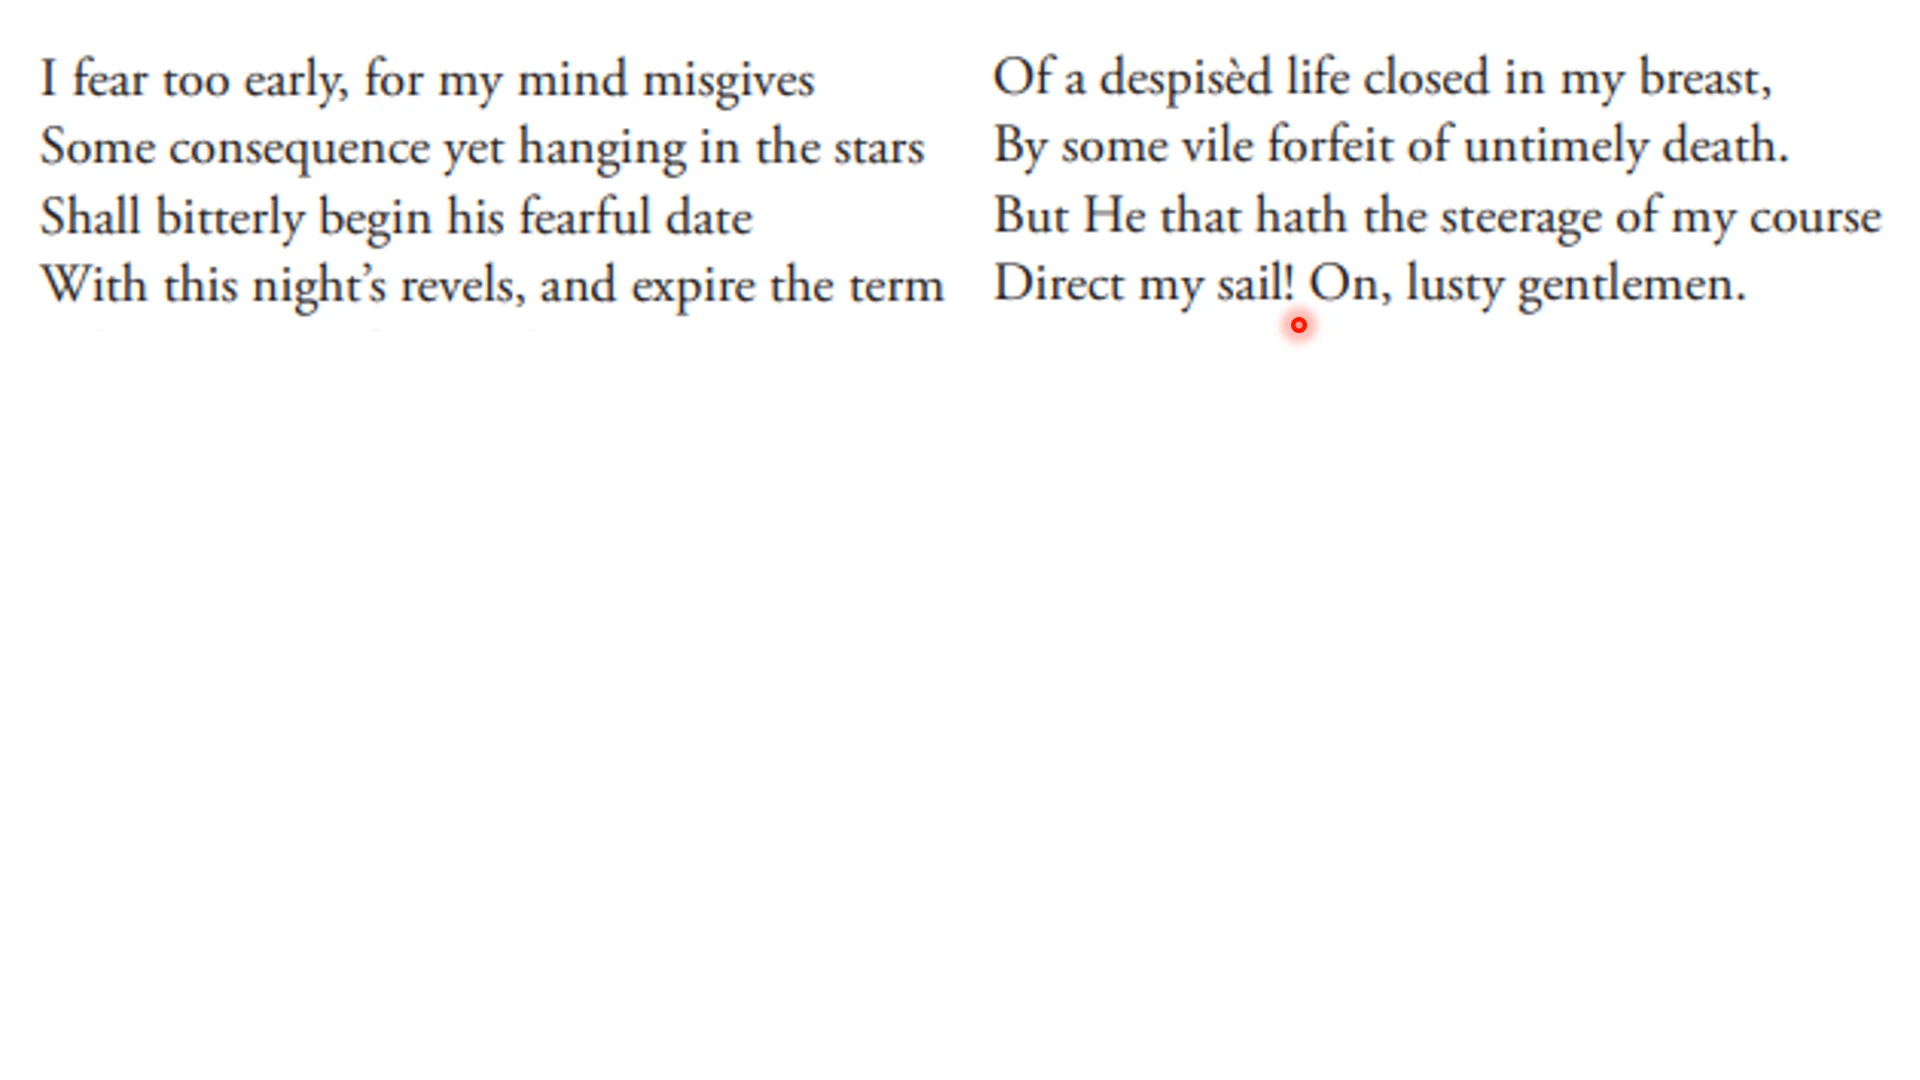 I fear too early, for my mind misgives
Some consequence yet hanging in the stars
Shall bitterly begin his fearful date
With this night’s revels, and expire the term
Of a despisèd life closed in my breast,
By some vile forfeit of untimely death.
But He that hath the steerage of my course
Direct my sail! On, lusty gentlemen.